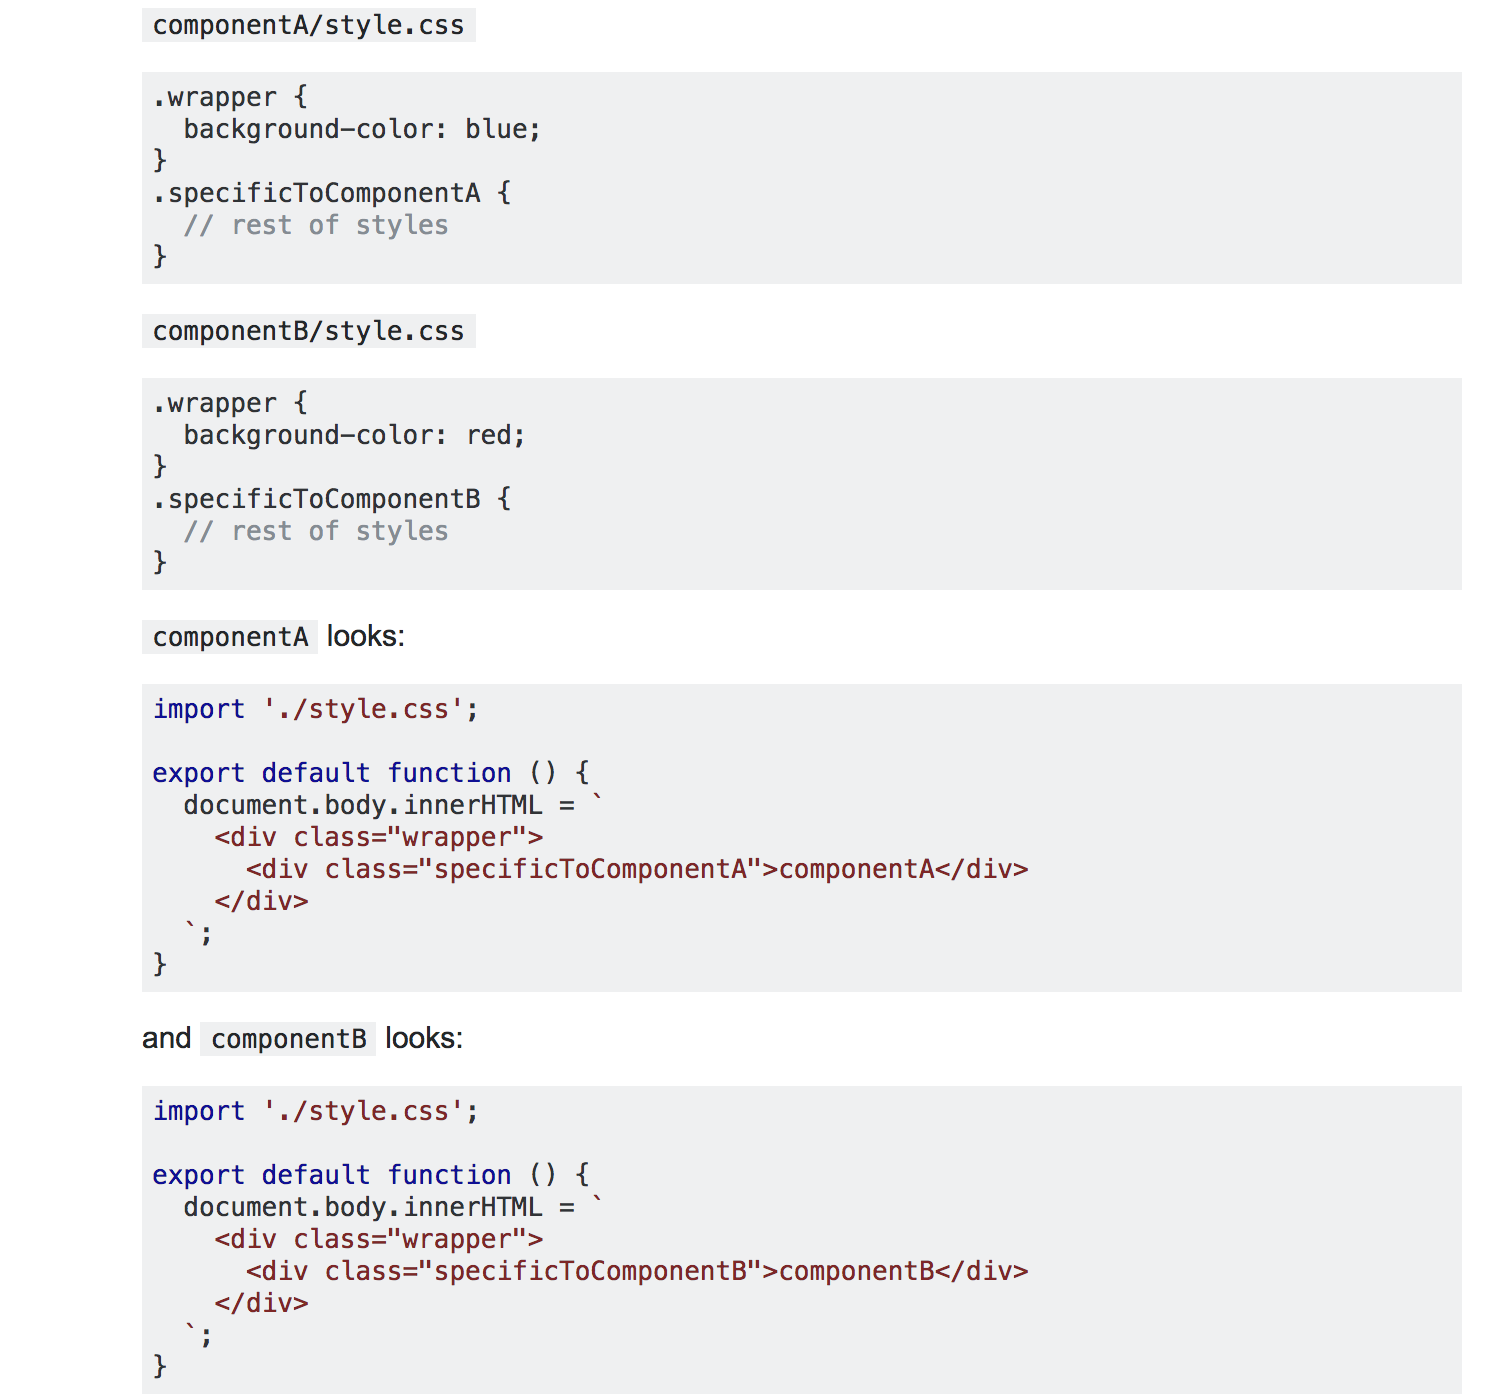 componentA/style.css
.wrapper {
  background-color: blue;
}
.specificToComponentA {
  // rest of styles
}
componentB/style.css
.wrapper {
  background-color: red;
}
.specificToComponentB {
  // rest of styles
}
componentA looks:
import './style.css';

export default function () {
  document.body.innerHTML = `
    <div class="wrapper">
      <div class="specificToComponentA">componentA</div>
    </div>
  `;
}
and componentB looks:
import './style.css';

export default function () {
  document.body.innerHTML = `
    <div class="wrapper">
      <div class="specificToComponentB">componentB</div>
    </div>
  `;
}